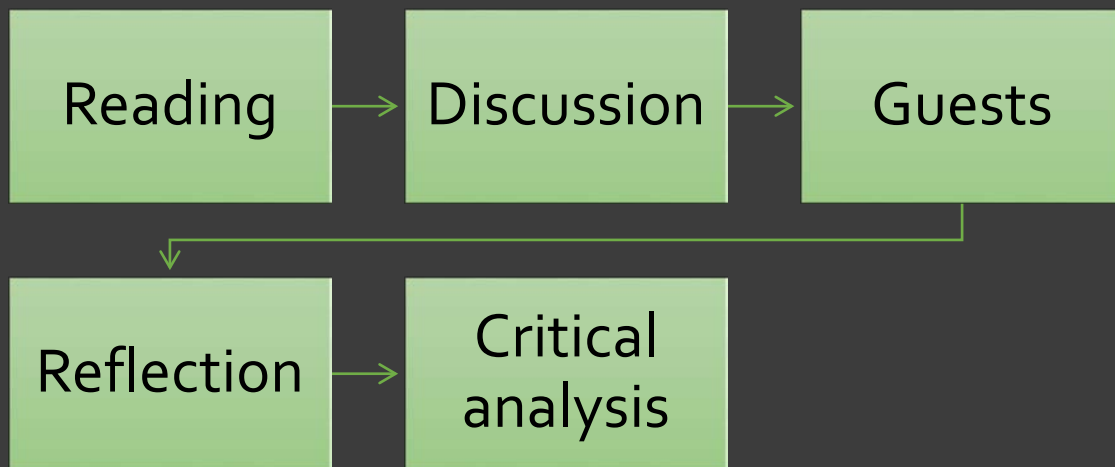 Reading
Discussion
Guests
Reflection
Critical
analysis